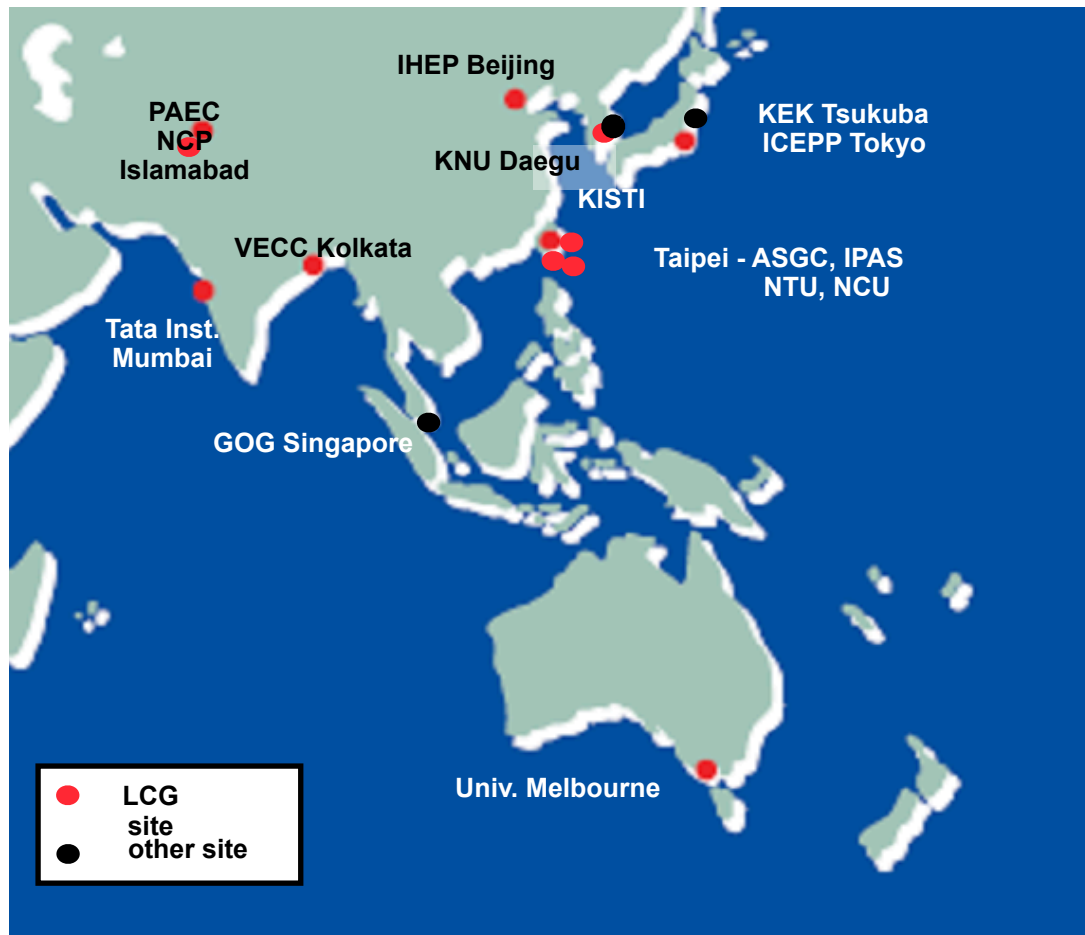 IHEP Beijing
PAEC
NCP
Islamabad
KEK Tsukuba
ICEPP Tokyo
KNU Daegu
KISTI
VECC Kolkata
Taipei - ASGC, IPAS
NTU, NCU
Tata Inst.
Mumbai
GOG Singapore
Univ. Melbourne
LCG
site
other site